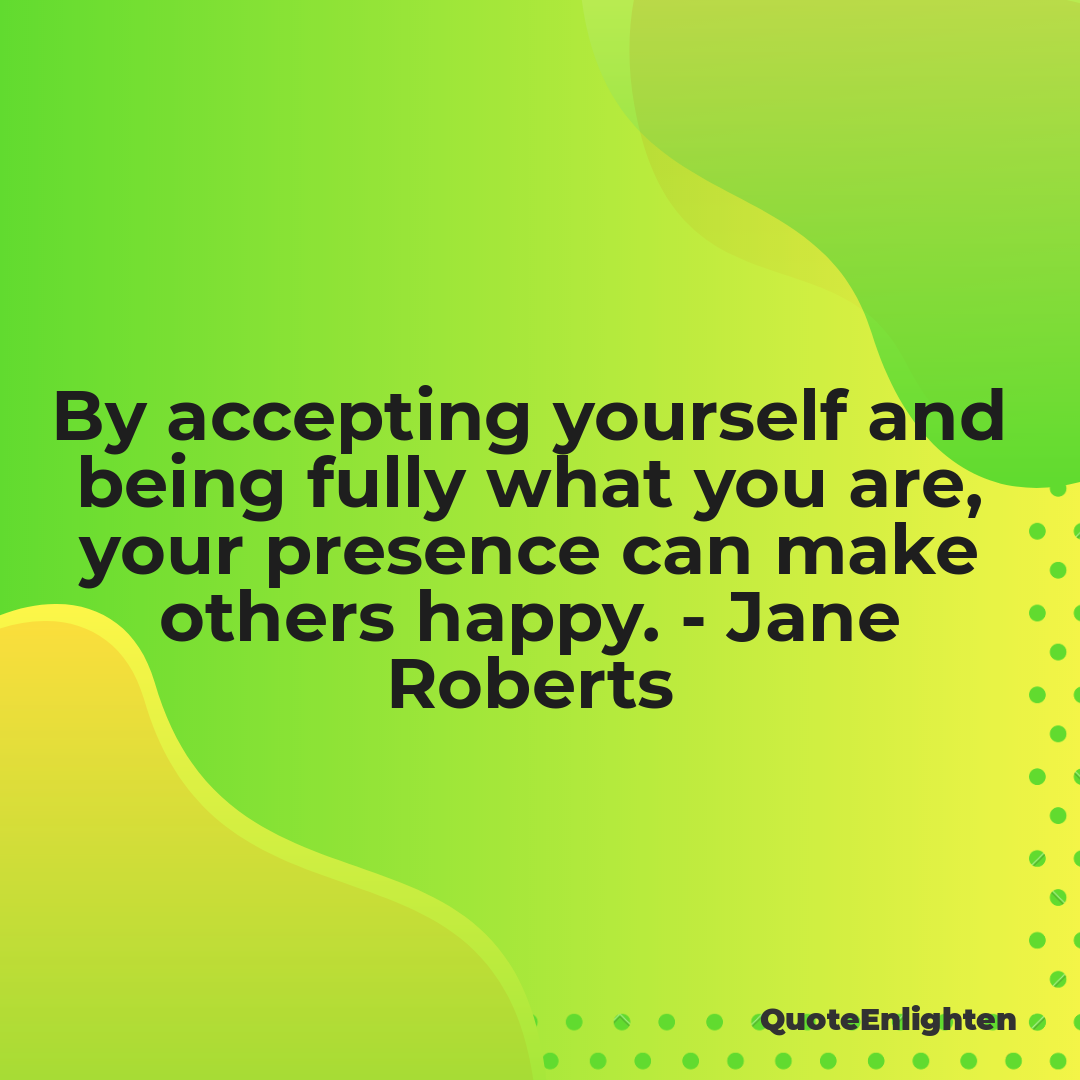 By accepting yourself and
being fully what you are,
your presence can make
others happy. - Jane
Roberts
QuoteEnlighten